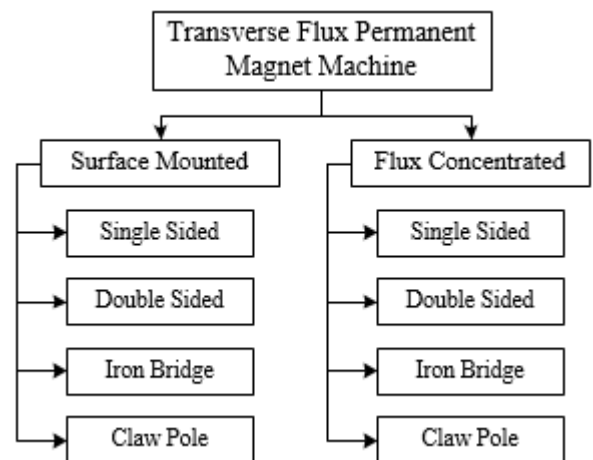 Transverse Flux Permanent
Magnet Machine
Surface Mounted
Single Sided
Double Sided
Iron Bridge
Claw Pole
Flux Concentrated
Single Sided
Double Sided
Iron Bridge
Claw Pole